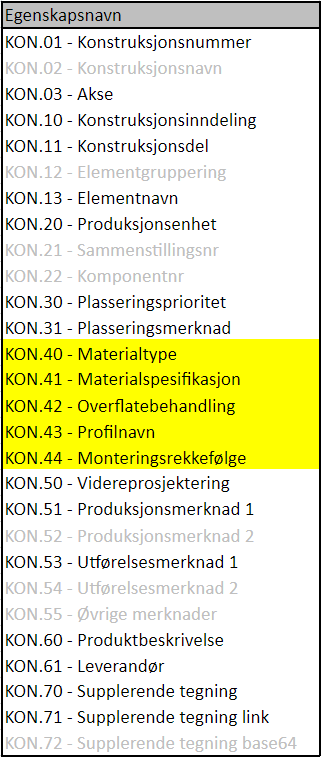 Egenskapsnavn
KON.01 - Konstruksjonsnummer
KON.02 - Konstruksjonsnavn
KON.03 - Akse
KON.10 - Konstruksjonsinndeling
KON.11 - Konstruksjonsdel
KON.12 - Elementgruppering
KON.13 - Elementnavn
KON.20 - Produksjonsenhet
KON.21 - Sammenstillingsnr
KON.22 - Komponentnr
KON.30 - Plasseringsprioritet
KON.31 - Plasseringsmerknad
KON.40 - Materialtype
KON.41 - Materialspesifikasjon
KON.42 - Overflatebehandling
KON.43 - Profilnavn
KON.44 - Monteringsrekkefølge
KON.50 - Videreprosjektering
KON.51 - Produksjonsmerknad 1
KON.52 - Produksjonsmerknad 2
KON.53 - Utførelsesmerknad 1
KON.54 - Utførelsesmerknad 2
KON.55 - Øvrige merknader
KON.60 - Produktbeskrivelse
KON.61 - Leverandør
KON.70 - Supplerende tegning
KON.71 - Supplerende tegning link
KON.72 - Supplerende tegning base64